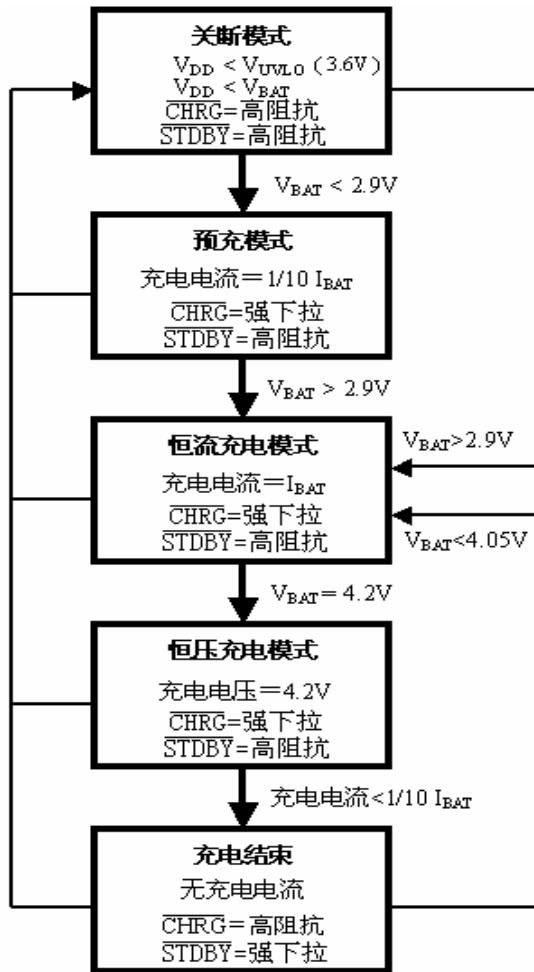 关断模式
VDD < VUVLO (3.6V)
VDD < VBAT
CHRG=高阻抗
STDBY=高阻抗
VBAT < 2.9V
预充模式
充电电流＝1/10 IBAT
CHRG=强下拉
STDBY=高阻抗
VBAT > 2.9V
恒流充电模式
充电电流＝IBAT
CHRG=强下拉
STDBY=高阻抗
VBAT>2.9V
VBAT<4.05V
VBAT= 4.2V
恒压充电模式
充电电压＝4.2V
CHRG=强下拉
STDBY=高阻抗
充电电流<1/10 IBAT
充电结束
无充电电流
CHRG=高阻抗
STDBY=强下拉